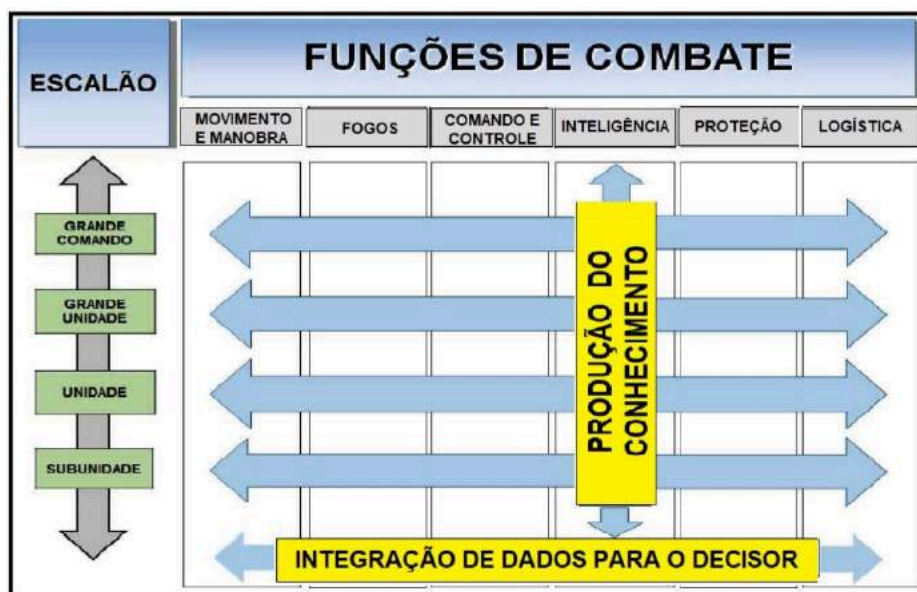 ESCALÃO
FUNÇÕES DE COMBATE
MOVIMENTO
E MANOBRA
FOGOS
COMANDO E
CONTROLE
INTELIGÊNCIA
PROTEÇÃO
LOGÍSTICA
GRANDE
COMANDO
GRANDE
UNIDADE
UNIDADE
SUBUNIDADE
PRODUÇÃO DO
CONHECIMENTO
INTEGRAÇÃO DE DADOS PARA O DECISOR